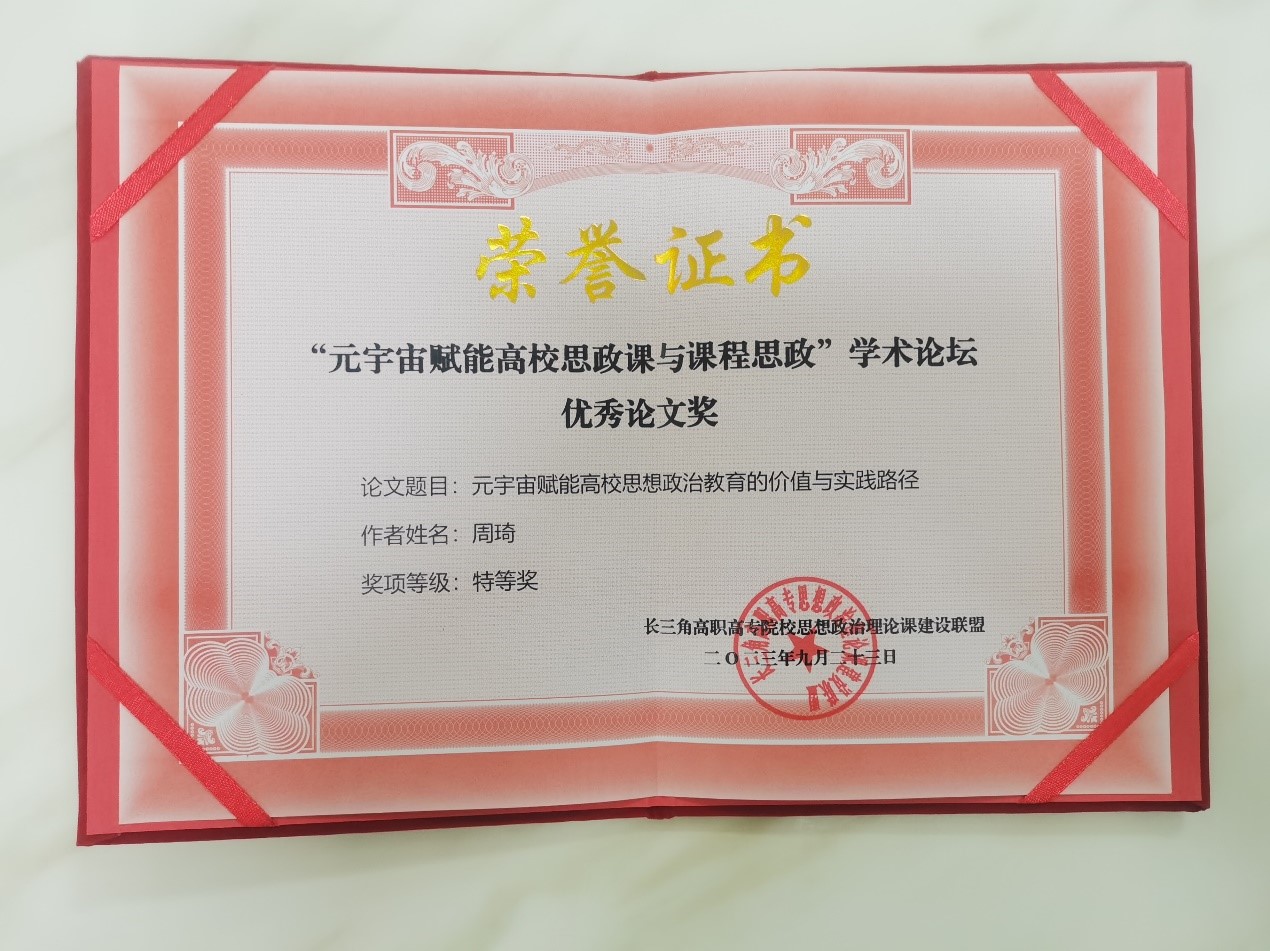 荣誉证书
“元宇宙赋能高校思政课与课程思政”学术论坛
优秀论文奖
论文题目：元宇宙赋能高校思想政治教育的价值与实践路径
作者姓名：周琦
奖项等级：特等奖
长三角高职高专院校思想政治理论课建设联盟
二〇二三年九月二十三日